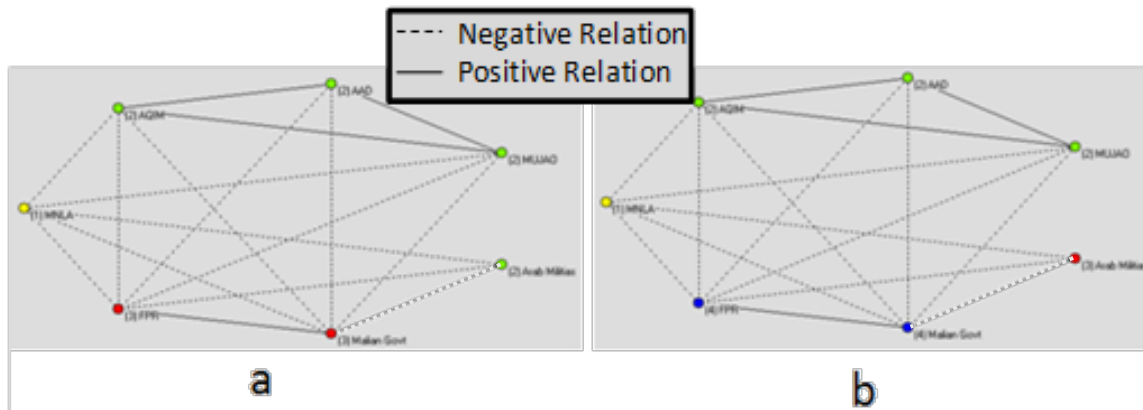 Negative Relation
Positive Relation
(2) AAD
(2) AQIM
(2) MUJAO
(1) MNLA
(2) Arab Militias
(3) FPR
(3) Malian Govt
a
(2) AAD
(2) AQIM
(2) MUJAO
(1) MNLA
(3) Arab Militias
(4) FPR
(4) Malian Govt
b